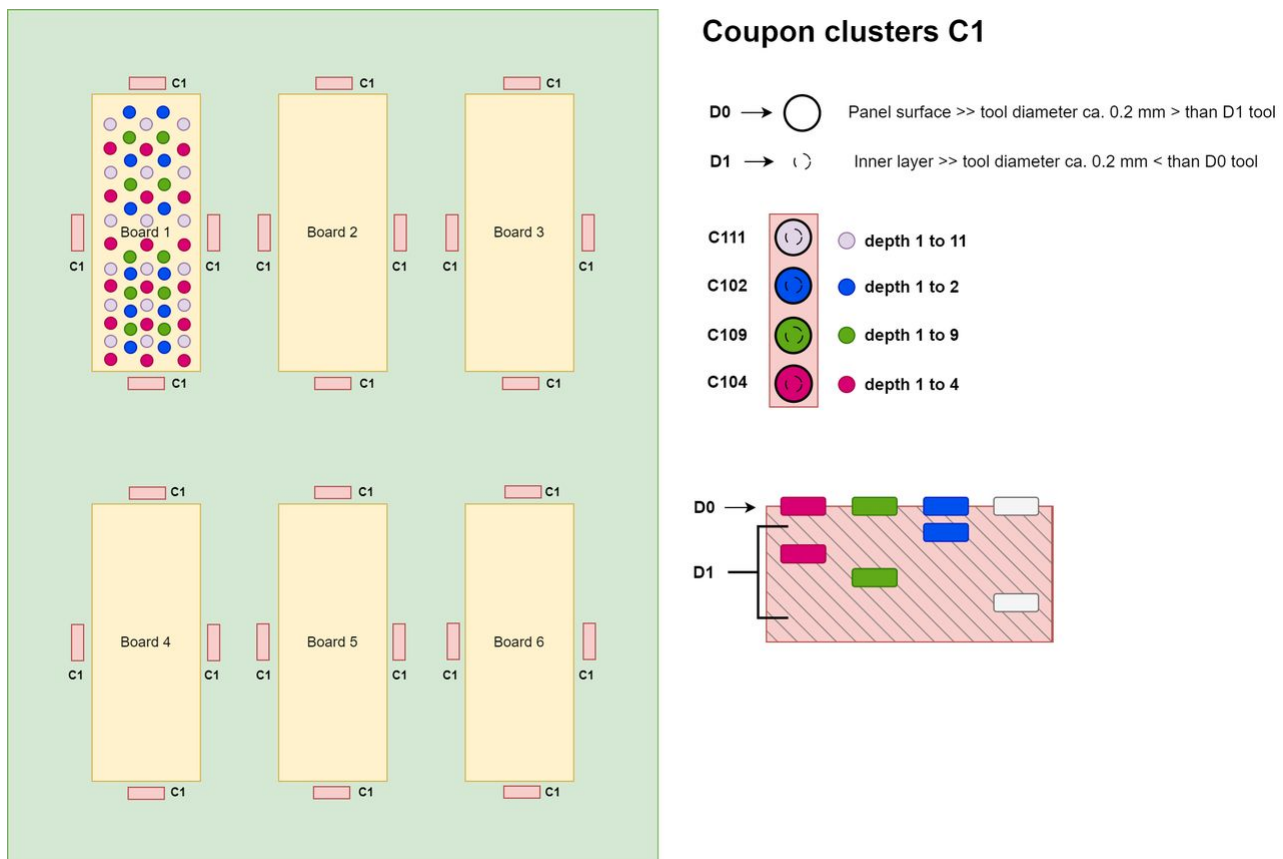 Coupon clusters C1
C1
C1
C1
Board 1
Board 2
Board 3
C1
C1
C1
C1
C1
C1
C1
C1
C1
C1
C1
C1
Board 4
Board 5
Board 6
C1
C1
C1
C1
C1
C1
C1
C1
C1
D0
Panel surface >> tool diameter ca. 0.2 mm > than D1 tool
D1
Inner layer >> tool diameter ca. 0.2 mm < than D0 tool
C111
depth 1 to 11
C102
depth 1 to 2
C109
depth 1 to 9
C104
depth 1 to 4
D0
D1